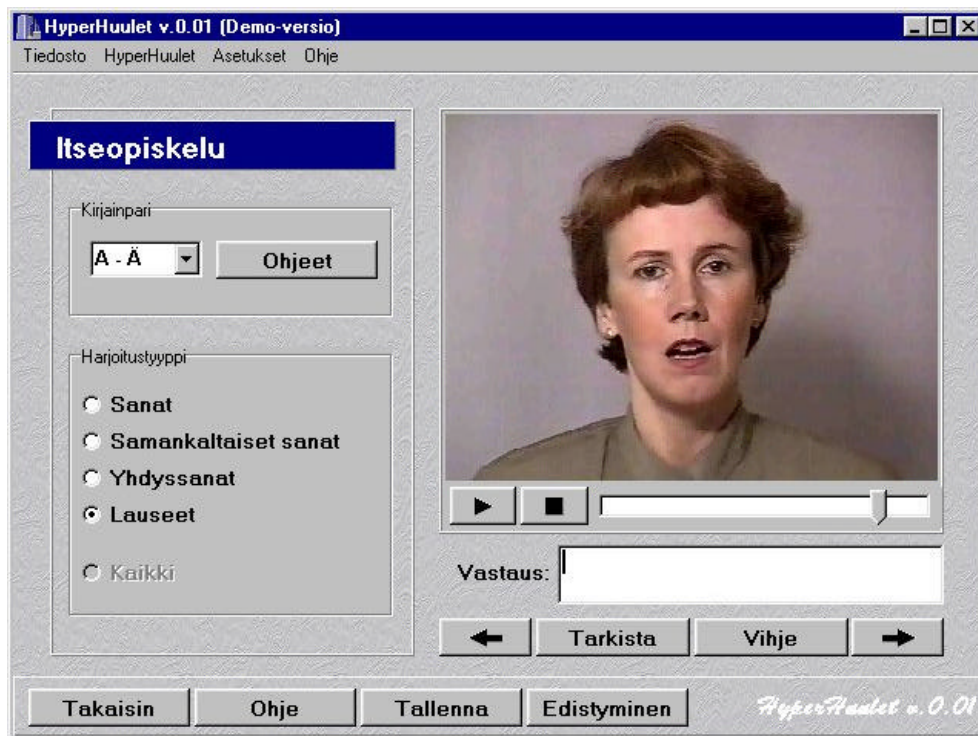 HyperHuulet v.0.01 (Demo-versio)
Tiedosto HyperHuulet Asetukset Ohje
Itseopiskelu
Kirjainpari
A - Ä
Ohjeet
Harjoitustyyppi
Sanat
Samankaltaiset sanat
Yhdyssanat
Lauseet
Kaikki
Vastaus:
Tarkista Vihje
Takaisin Ohje Tallenna Edistyminen HyperHuulet v.0.01